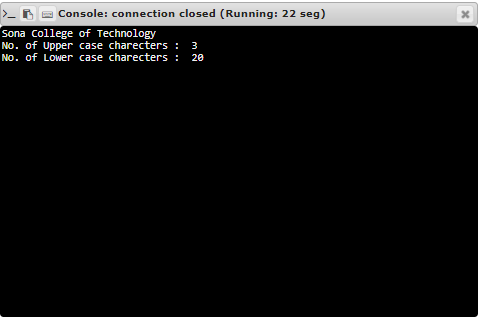 >_ Console: connection closed (Running: 22 seg)
Sona College of Technology
No. of Upper case charecters :  3
No. of Lower case charecters :  20